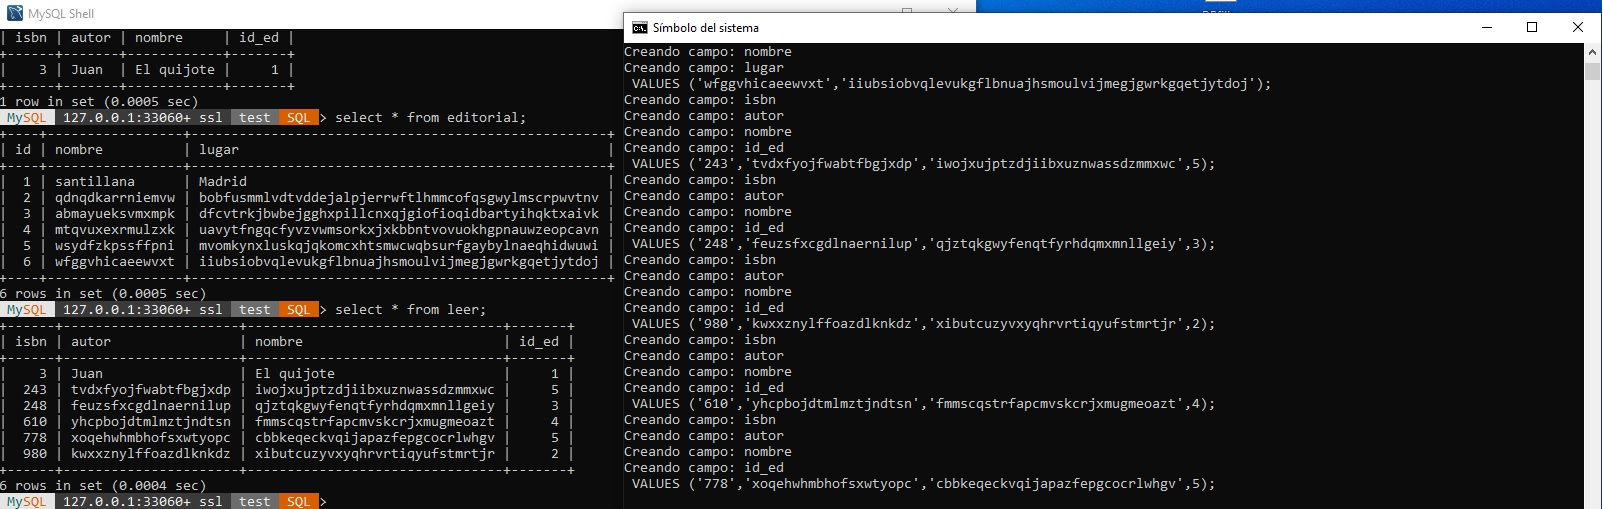 MySQL Shell
| isbn | autor | nombre     | id_ed |
|    3 | Juan  | El quijote |     1 |
1 row in set (0.0005 sec)
MySQL 127.0.0.1:33060+ ssl test SQL > select * from editorial;
| id | nombre          | lugar                                              |
|  1 | santillana      | Madrid                                             |
|  2 | qdnqdkarrniemvw | bobfusmmlvdtvddejalpjerrwftlhmmcofqsgwylmscrpwvtnv |
|  3 | abmayueksvmxmpk | dfcvtrkjbwbejgghxpillcnxqjgiofioqidbartyihqktxaivk |
|  4 | mtqvuxexrmulzxk | uavytfngqcfyvzvwmsorkxjxkbbntvovuokhgpnauwzeopcavn |
|  5 | wsydfzkpssffpni | mvomkynxluskqjqkomcxhtsmwcwqbsurfgaybylnaeqhidwuwi |
|  6 | wfggvhicaeewvxt | iiubsiobvqlevukgflbnuajhsmoulvijmegjgwrkgqetjytdoj |
6 rows in set (0.0005 sec)
MySQL 127.0.0.1:33060+ ssl test SQL > select * from leer;
| isbn | autor                | nombre                         | id_ed |
|    3 | Juan                 | El quijote                     |     1 |
|  243 | tvdxfyojfwabtfbgjxdp | iwojxujptzdjiibxuznwassdzmmxwc |     5 |
|  248 | feuzsfxcgdlnaernilup | qjztqkgwyfenqtfyrhdqmxmnllgeiy |     3 |
|  610 | yhcpbojdtmlmztjndtsn | fmmscqstrfapcmvskcrjxmugmeoazt |     4 |
|  778 | xoqehwhmbhofsxwtyopc | cbbkeqeckvqijapazfepgcocrlwhgv |     5 |
|  980 | kwxxznylffoazdlknkdz | xibutcuzyvxyqhrvrtiqyufstmrtjr |     2 |
6 rows in set (0.0004 sec)
MySQL 127.0.0.1:33060+ ssl test SQL >
Símbolo del sistema
Creando campo: nombre
Creando campo: lugar
VALUES ('wfggvhicaeewvxt','iiubsiobvqlevukgflbnuajhsmoulvijmegjgwrkgqetjytdoj');
Creando campo: isbn
Creando campo: autor
Creando campo: nombre
Creando campo: id_ed
VALUES ('243','tvdxfyojfwabtfbgjxdp','iwojxujptzdjiibxuznwassdzmmxwc',5);
Creando campo: isbn
Creando campo: autor
Creando campo: nombre
Creando campo: id_ed
VALUES ('248','feuzsfxcgdlnaernilup','qjztqkgwyfenqtfyrhdqmxmnllgeiy',3);
Creando campo: isbn
Creando campo: autor
Creando campo: nombre
Creando campo: id_ed
VALUES ('980','kwxxznylffoazdlknkdz','xibutcuzyvxyqhrvrtiqyufstmrtjr',2);
Creando campo: isbn
Creando campo: autor
Creando campo: nombre
Creando campo: id_ed
VALUES ('610','yhcpbojdtmlmztjndtsn','fmmscqstrfapcmvskcrjxmugmeoazt',4);
Creando campo: isbn
Creando campo: autor
Creando campo: nombre
Creando campo: id_ed
VALUES ('778','xoqehwhmbhofsxwtyopc','cbbkeqeckvqijapazfepgcocrlwhgv',5);